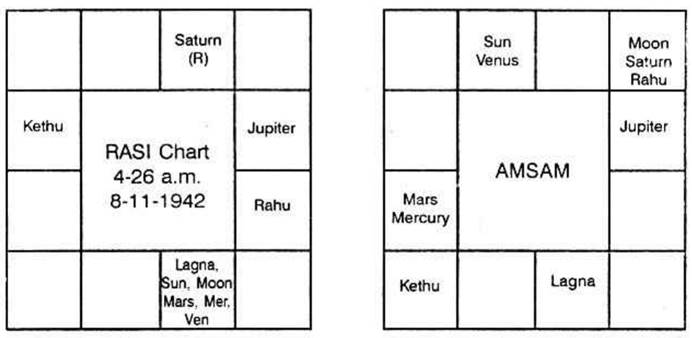 Saturn
(R)
Kethu
Jupiter
RASI Chart
4-26 a.m.
8-11-1942
Rahu
Lagna,
Sun, Moon
Mars, Mer,
Ven
Sun
Venus
Moon
Saturn
Rahu
Jupiter
AMSAM
Mars
Mercury
Kethu
Lagna